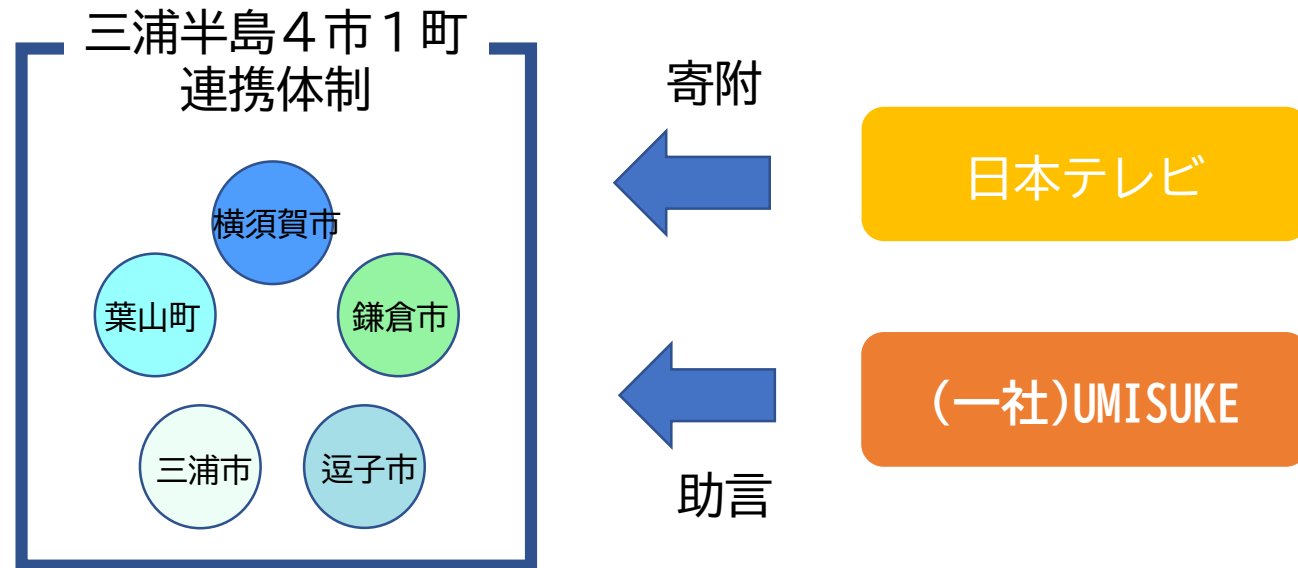 三浦半島４市１町
連携体制
横須賀市
葉山町
鎌倉市
三浦市
逗子市
寄附
日本テレビ
(一社)UMISUKE
助言